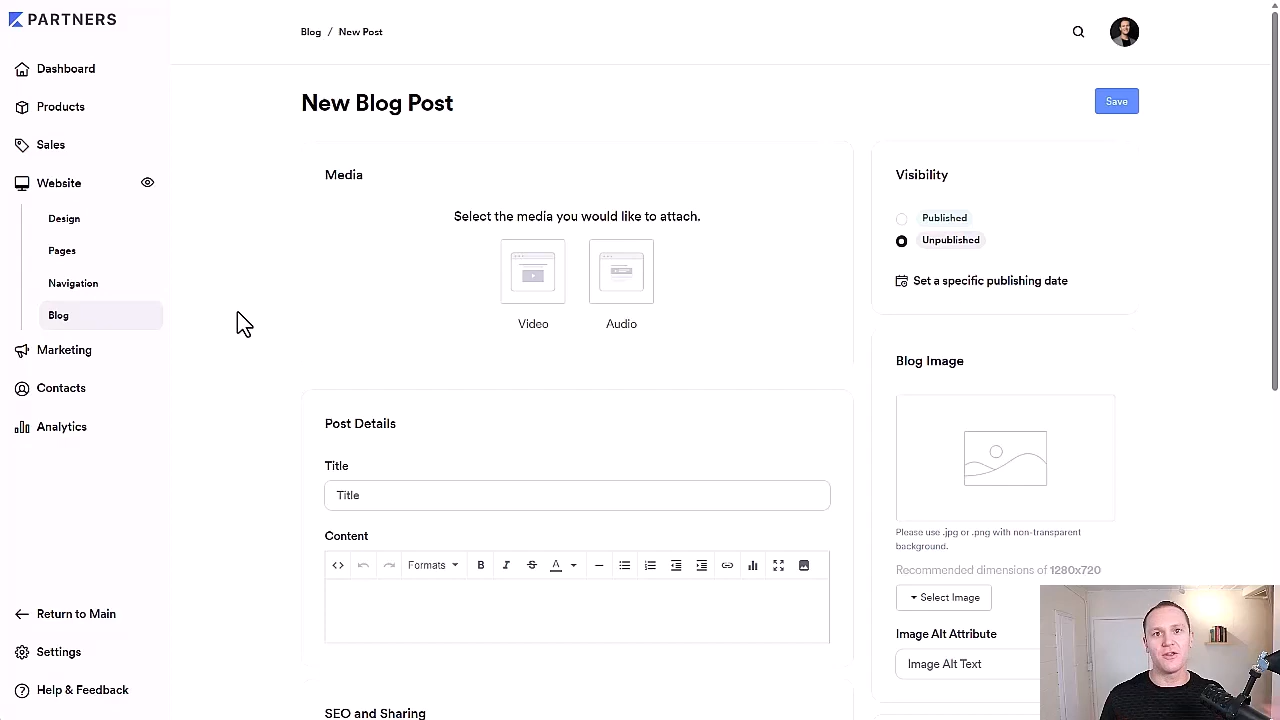 PARTNERS
Dashboard
Products
Sales
Website
Design
Pages
Navigation
Blog
Marketing
Contacts
Analytics
Return to Main
Settings
Help & Feedback
Blog / New Post
New Blog Post
Save
Media
Select the media you would like to attach.
Video
Audio
Post Details
Title
Title
Content
Formats
B
I
S
A
SEO and Sharing
Visibility
Published
Unpublished
Set a specific publishing date
Blog Image
Please use .jpg or .png with non-transparent
background.
Recommended dimensions of 1280x720
Select Image
Image Alt Attribute
Image Alt Text